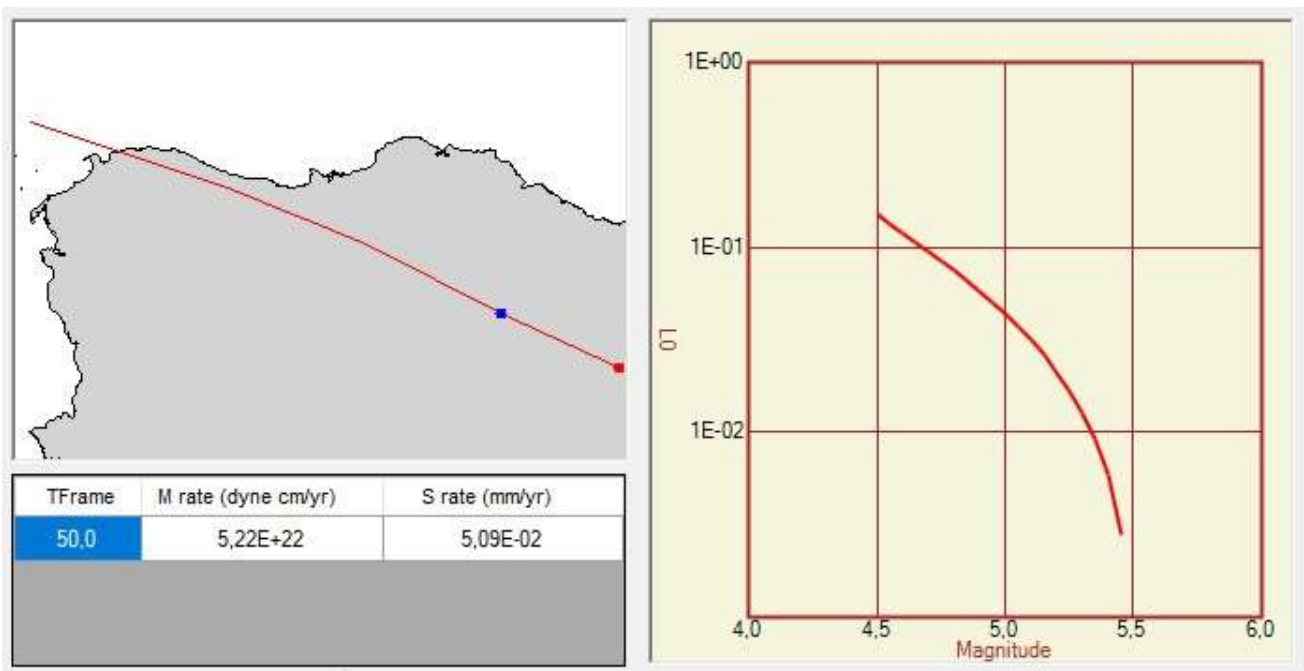 TFrame M rate (dyne cm/yr) S rate (mm/yr)
50,0 5,22E+22 5,09E-02
1E+00
1E-01
1E-02
L0
4,0 4,5 5,0 5,5 6,0
Magnitude